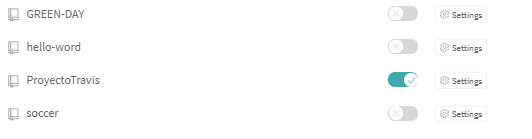 GREEN-DAY Settings
hello-word Settings
ProyectoTravis Settings
soccer Settings